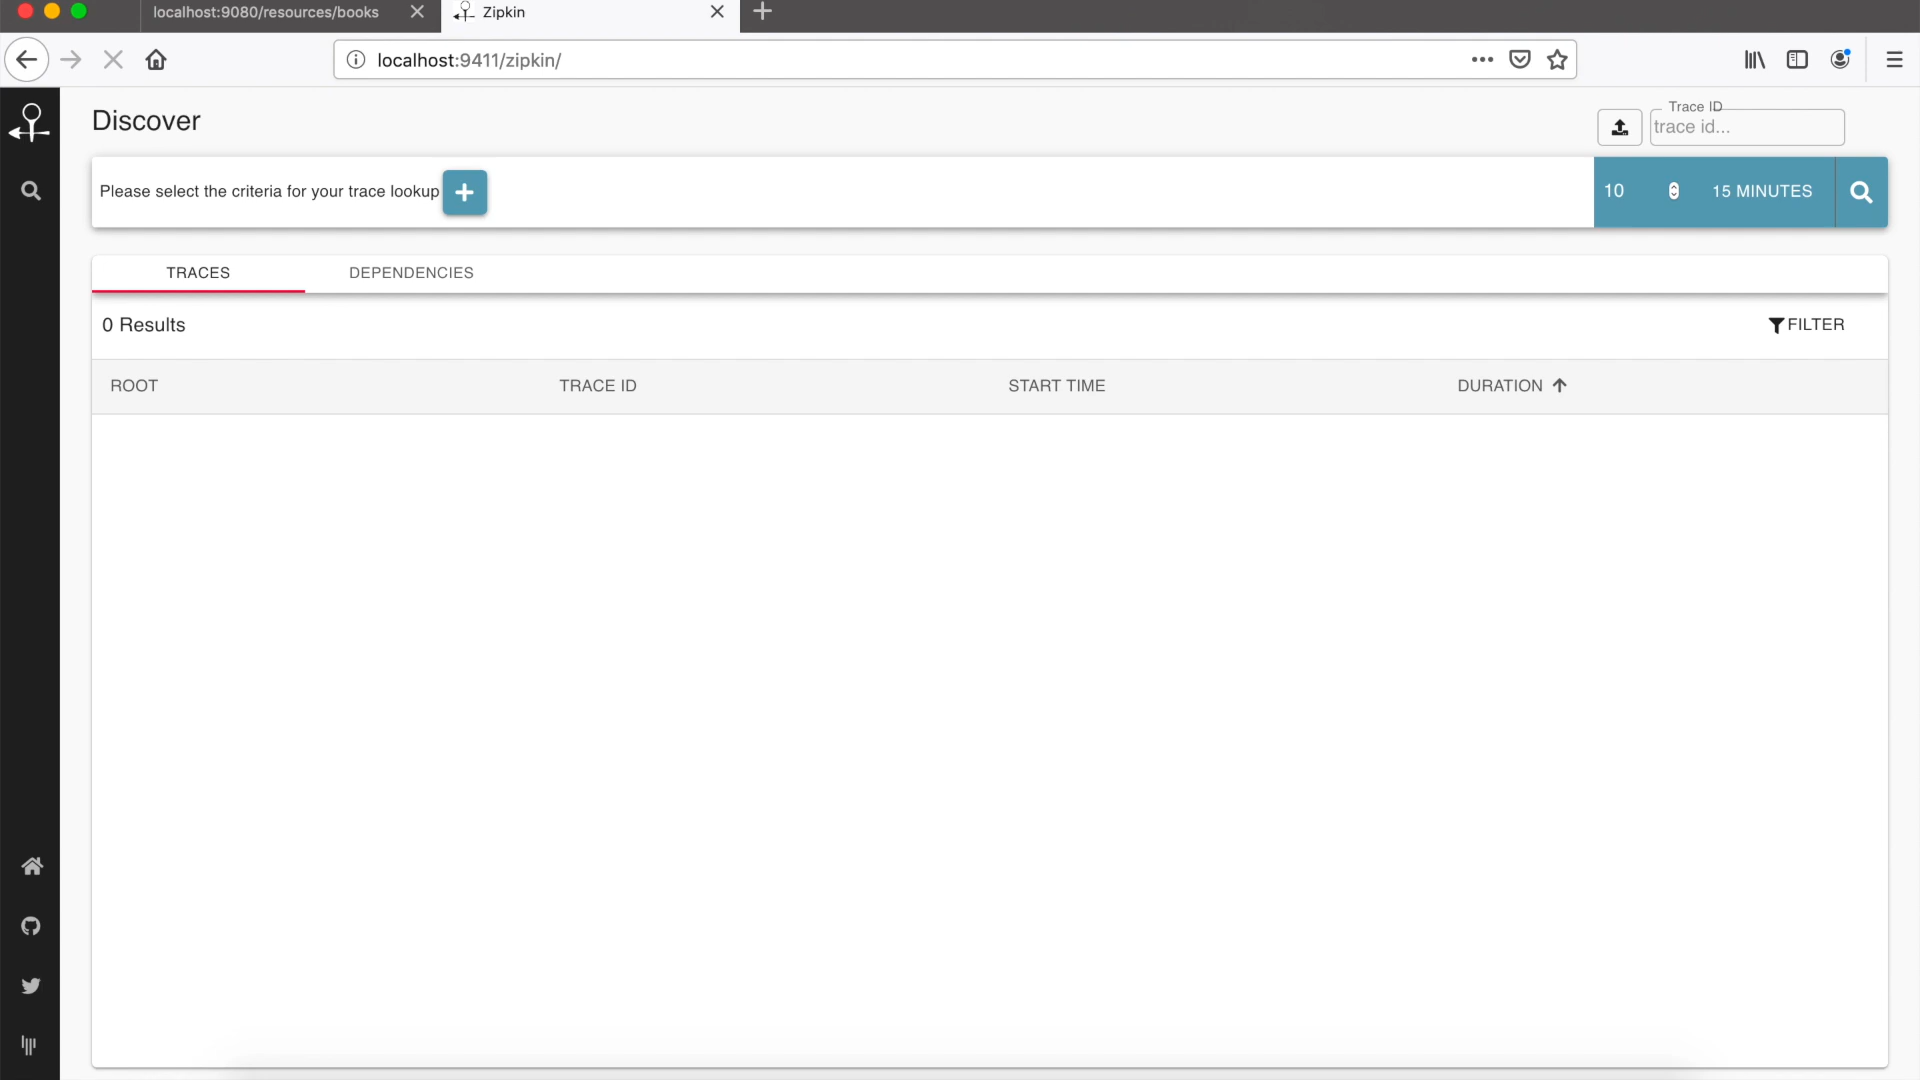 localhost:9080/resources/books
Zipkin
localhost:9411/zipkin/
Discover
Trace ID
trace id...
Please select the criteria for your trace lookup
10
15 MINUTES
TRACES
DEPENDENCIES
0 Results
FILTER
ROOT
TRACE ID
START TIME
DURATION